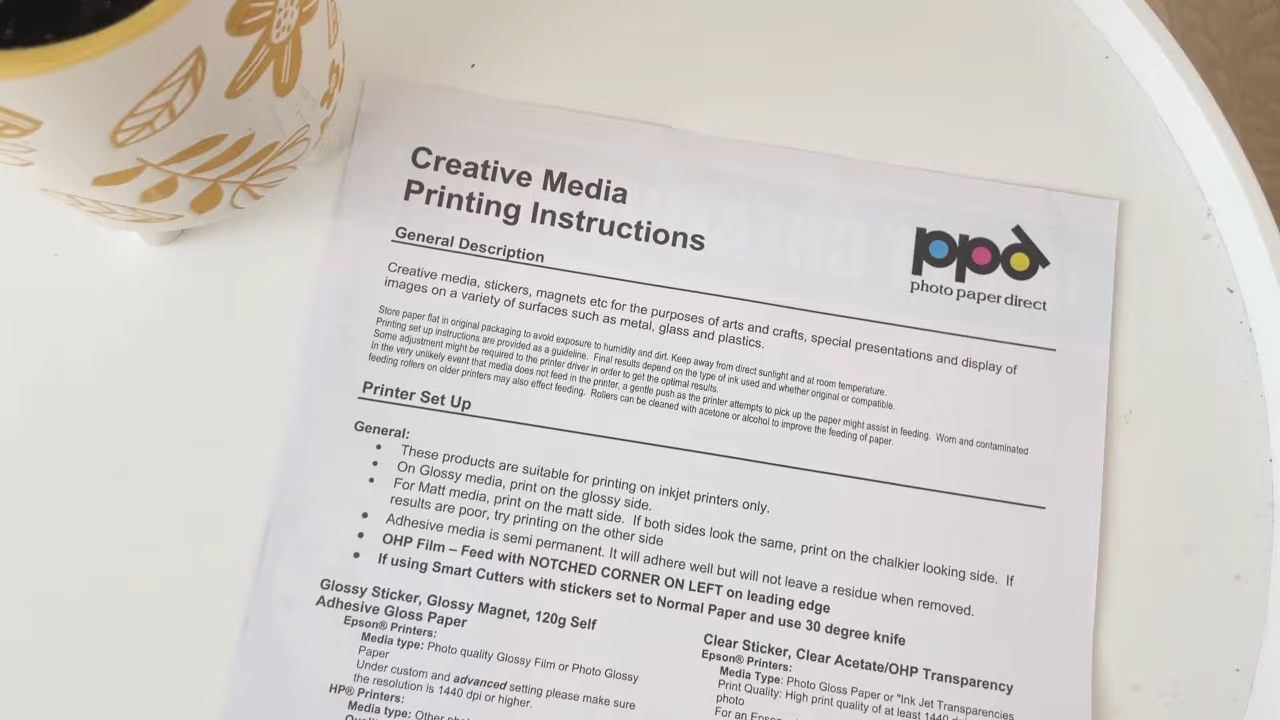 Creative Media
Printing Instructions
ppd
photo paper direct
General Description
Creative media, stickers, magnets etc for the purposes of arts and crafts, special presentations and display of
images on a variety of surfaces such as metal, glass and plastics.
Store paper flat in original packaging to avoid exposure to humidity and dirt. Keep away from direct sunlight and at room temperature.
Printing set up instructions are provided as a guideline. Final results depend on the type of ink used and whether original or compatible.
Some adjustment might be required to the printer driver in order to get the optimal results.
In the very unlikely event that media does not feed in the printer, a gentle push as the printer attempts to pick up the paper might assist in feeding. Worn and contaminated
feeding rollers on older printers may also effect feeding. Rollers can be cleaned with acetone or alcohol to improve the feeding of paper.
Printer Set Up
General:
• These products are suitable for printing on inkjet printers only.
• On Glossy media, print on the glossy side.
• For Matt media, print on the matt side. If both sides look the same, print on the chalkier looking side. If
results are poor, try printing on the other side
• Adhesive media is semi permanent. It will adhere well but will not leave a residue when removed.
• OHP Film – Feed with NOTCHED CORNER ON LEFT on leading edge
• If using Smart Cutters with stickers set to Normal Paper and use 30 degree knife
Glossy Sticker, Glossy Magnet, 120g Self
Adhesive Gloss Paper
Epson® Printers:
Media type: Photo quality Glossy Film or Photo Glossy
Paper
Under custom and advanced setting please make sure
the resolution is 1440 dpi or higher.
HP® Printers:
Media type: Other
Clear Sticker, Clear Acetate/OHP Transparency
Epson® Printers:
Media Type: Photo Gloss Paper or "Ink Jet Transparencies
Print Quality: High print quality of at least 1440
photo
For an